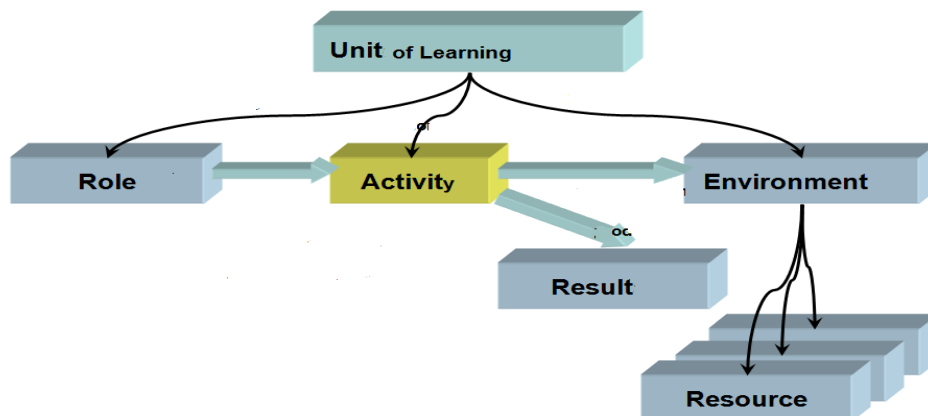 Unit of Learning
Role
Activity
Environment
Result
Resource